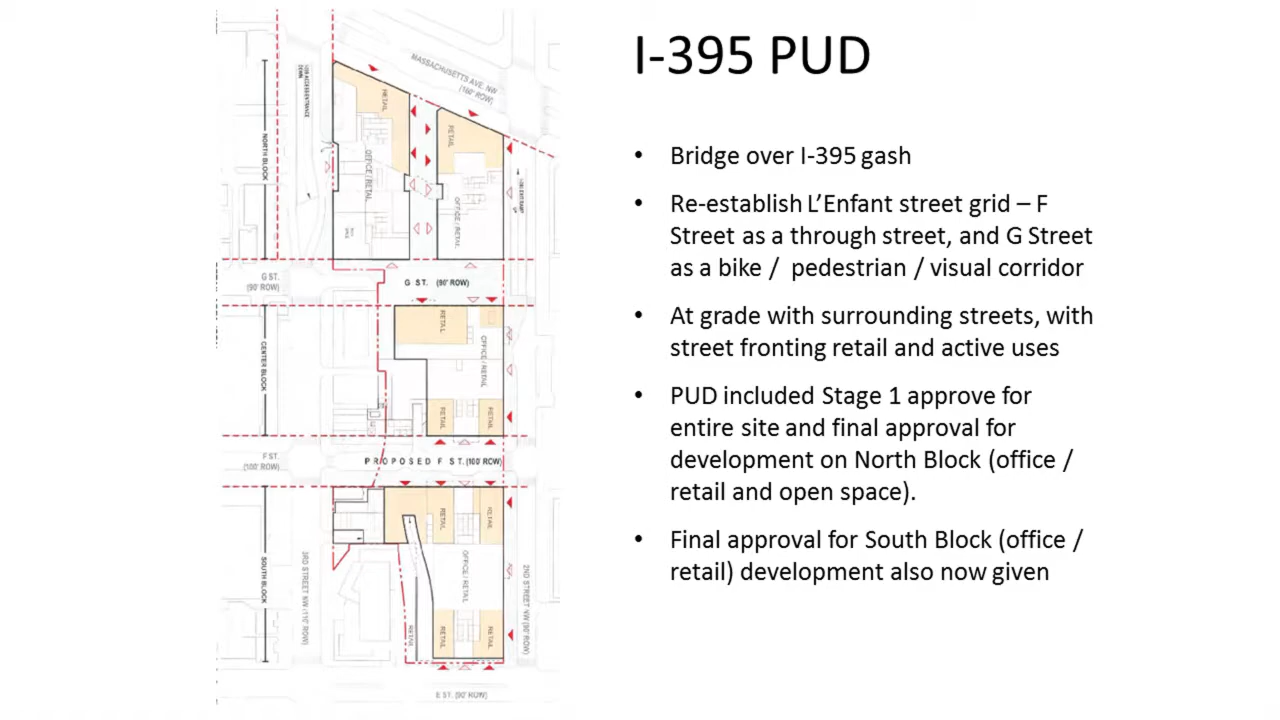 I-395 PUD
• Bridge over I-395 gash
• Re-establish L’Enfant street grid – F
Street as a through street, and G Street
as a bike / pedestrian / visual corridor
• At grade with surrounding streets, with
street fronting retail and active uses
• PUD included Stage 1 approve for
entire site and final approval for
development on North Block (office /
retail and open space).
• Final approval for South Block (office /
retail) development also now given
MASSACHUSETTS AVE. NW
(160' ROW)
RETAIL
RETAIL
OFFICE / RETAIL
OFFICE / RETAIL
NORTH BLOCK
G ST.
(90' ROW)
G ST. (90' ROW)
RETAIL
OFFICE / RETAIL
CENTER BLOCK
RETAIL
RETAIL
F ST.
(100' ROW)
PROPOSED F ST. (100' ROW)
RETAIL
RETAIL
OFFICE / RETAIL
SOUTH BLOCK
3RD STREET NW (110' ROW)
2ND STREET NW (90' ROW)
RETAIL
RETAIL
RETAIL
E ST. (90' ROW)